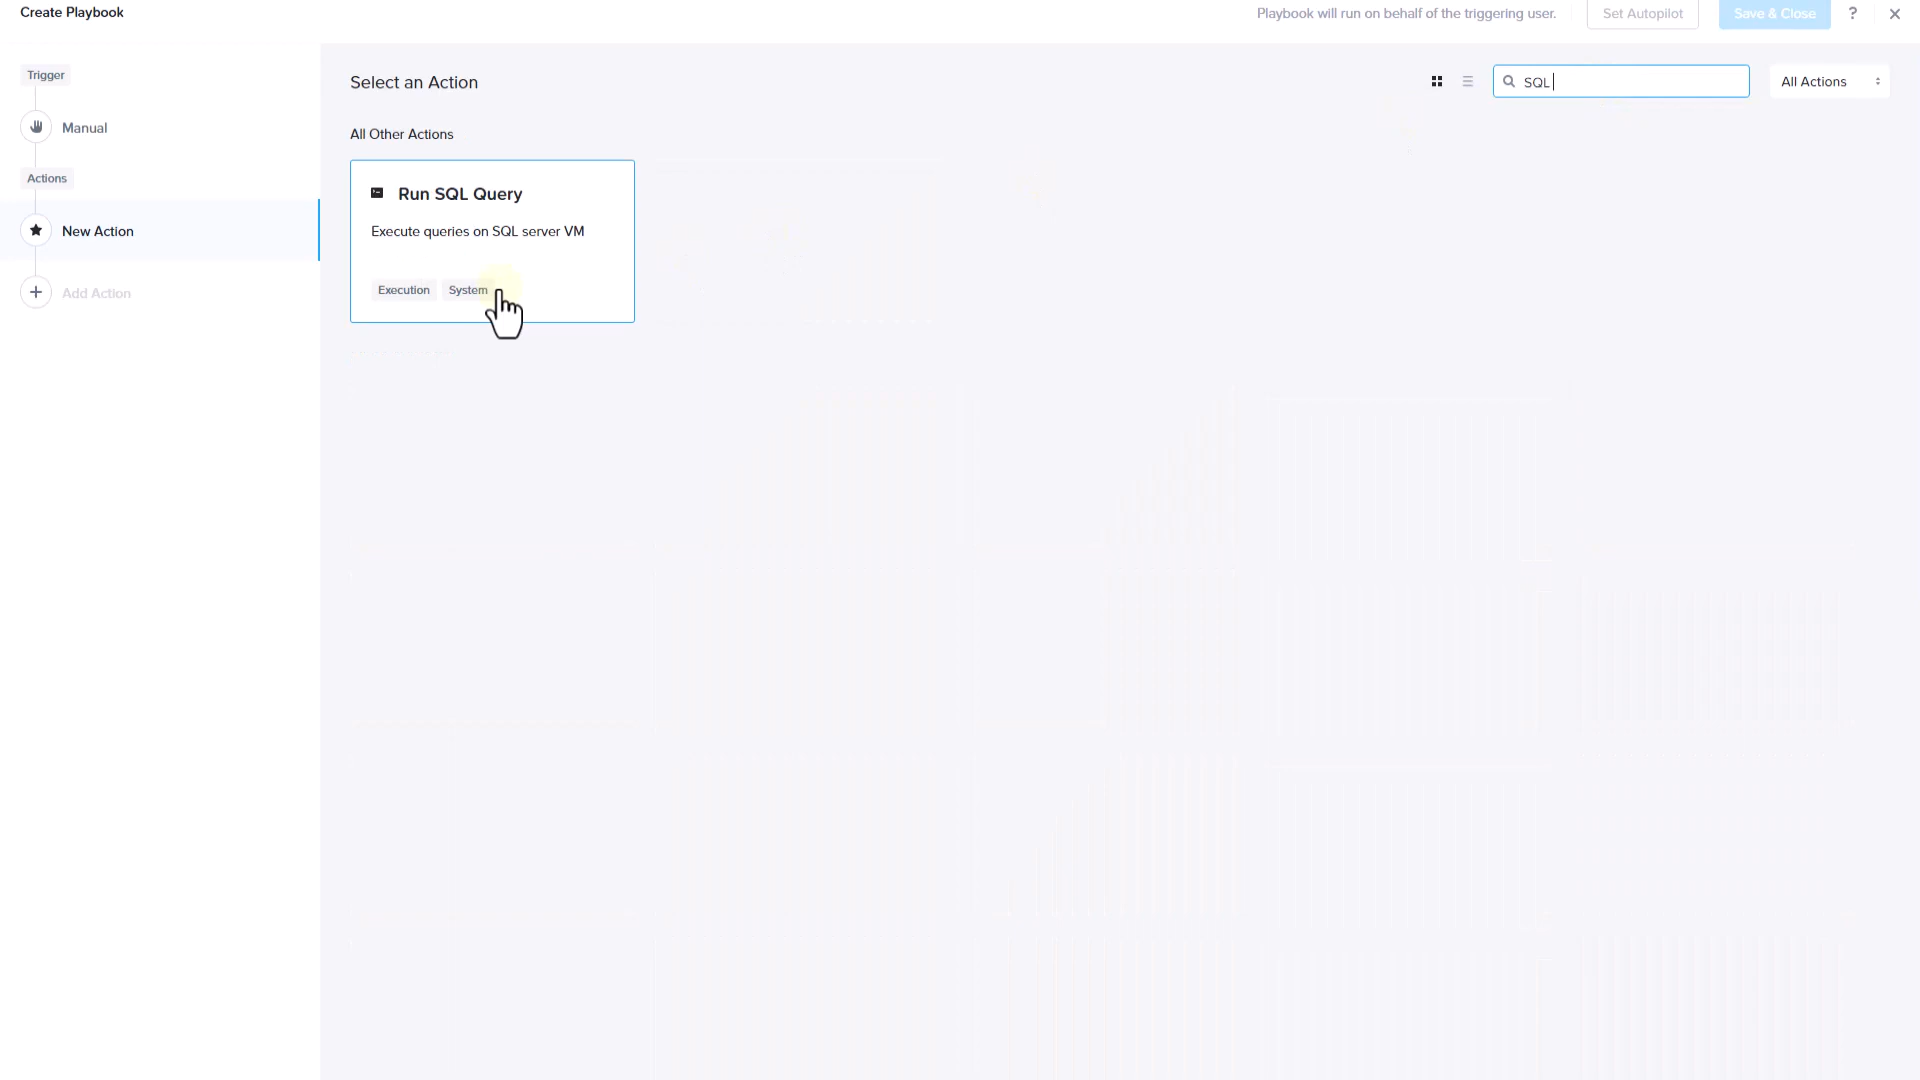 Create Playbook
Playbook will run on behalf of the triggering user.
Set Autopilot
Save & Close
?
Trigger
Manual
Actions
New Action
Add Action
Select an Action
SQL
All Actions
All Other Actions
Run SQL Query
Execute queries on SQL server VM
Execution System